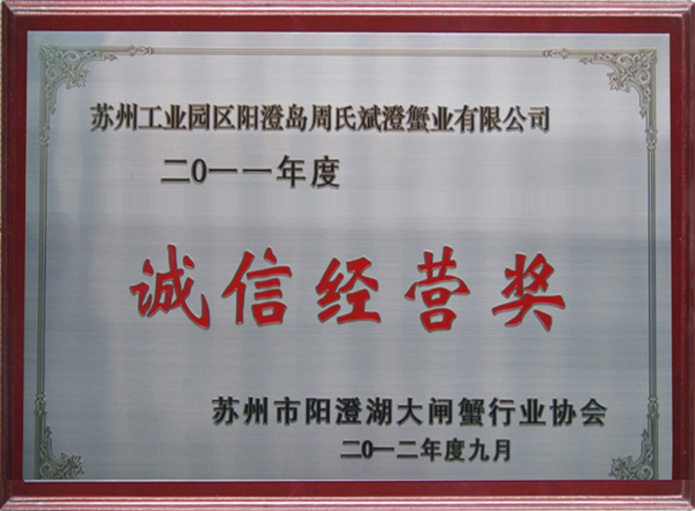 苏州工业园区阳澄岛周氏斌澄蟹业有限公司
二0一一年度
诚信经营奖
苏州市阳澄湖大闸蟹行业协会
二0一二年度九月